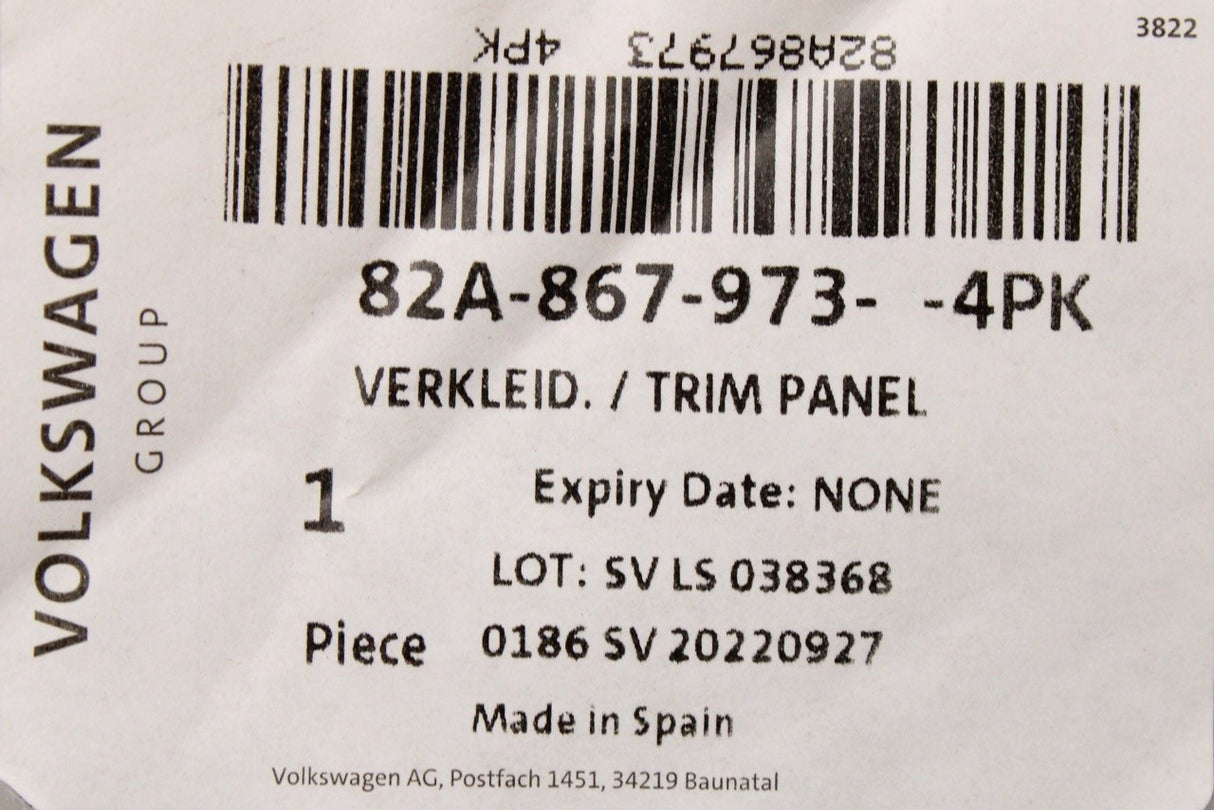 3822
82A867973 4PK
VOLKSWAGEN
GROUP
82A-867-973- -4PK
VERKLEID. / TRIM PANEL
1 Expiry Date: NONE
LOT: SV LS 038368
Piece 0186 SV 20220927
Made in Spain
Volkswagen AG, Postfach 1451, 34219 Baunatal